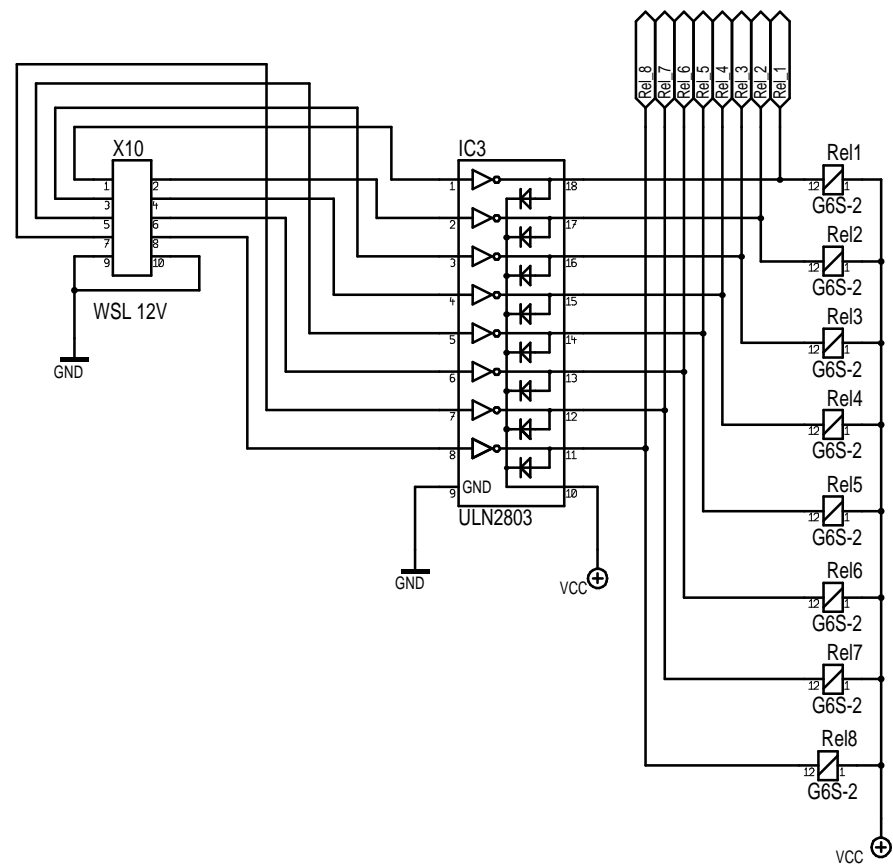 Rel_8
Rel_7
Rel_6
Rel_5
Rel_4
Rel_3
Rel_2
Rel_1
X10
1
2
3
4
5
6
7
8
9
10
WSL 12V
GND
IC3
1
18
2
17
3
16
4
15
5
14
6
13
7
12
8
11
9
GND
10
ULN2803
GND
VCC
Rel1
12
1
G6S-2
Rel2
12
1
G6S-2
Rel3
12
1
G6S-2
Rel4
12
1
G6S-2
Rel5
12
1
G6S-2
Rel6
12
1
G6S-2
Rel7
12
1
G6S-2
Rel8
12
1
G6S-2
VCC